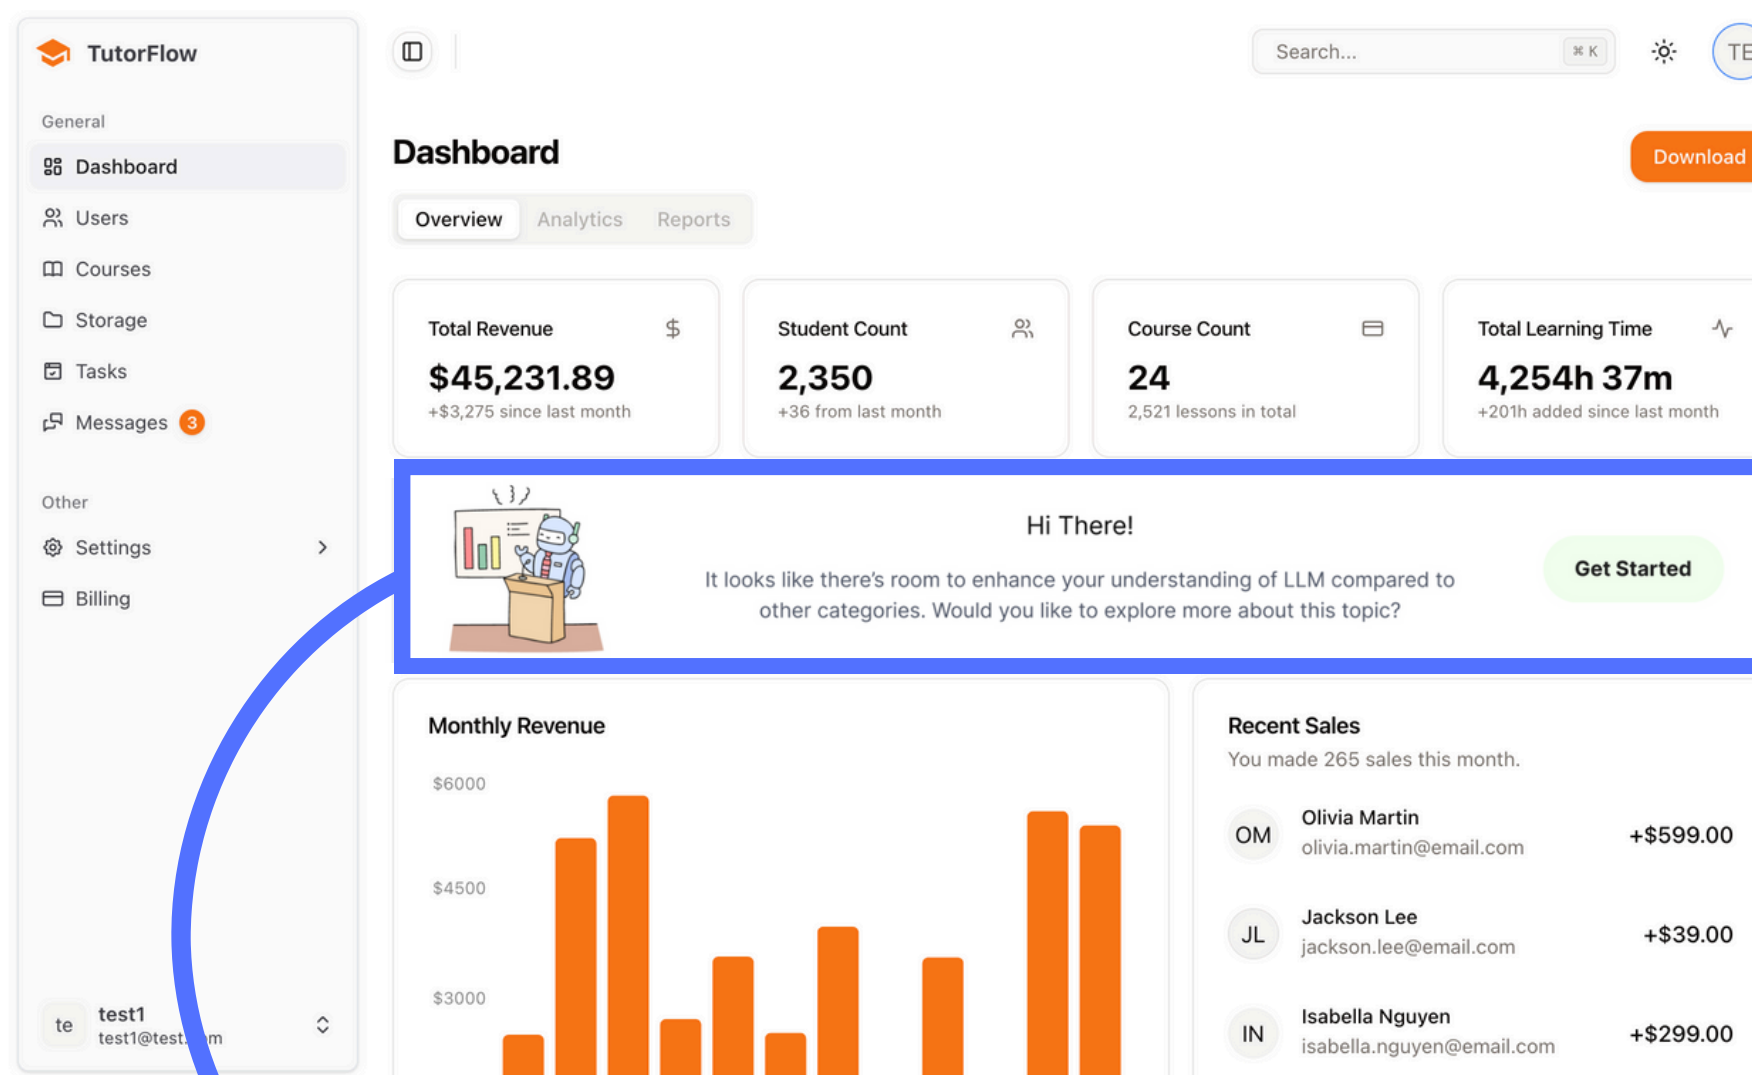 TutorFlow
General
Dashboard
Users
Courses
Storage
Tasks
Messages 3
Other
Settings
Billing
te
test1
test1@test. m
Search...
⌘ K
TE
Dashboard
Download
Overview Analytics Reports
Total Revenue
$45,231.89
+$3,275 since last month
Student Count
2,350
+36 from last month
Course Count
24
2,521 lessons in total
Total Learning Time
4,254h 37m
+201h added since last month
Hi There!
It looks like there's room to enhance your understanding of LLM compared to
other categories. Would you like to explore more about this topic?
Get Started
Monthly Revenue
$6000
$4500
$3000
Recent Sales
You made 265 sales this month.
OM
Olivia Martin
olivia.martin@email.com
+$599.00
JL
Jackson Lee
jackson.lee@email.com
+$39.00
IN
Isabella Nguyen
isabella.nguyen@email.com
+$299.00